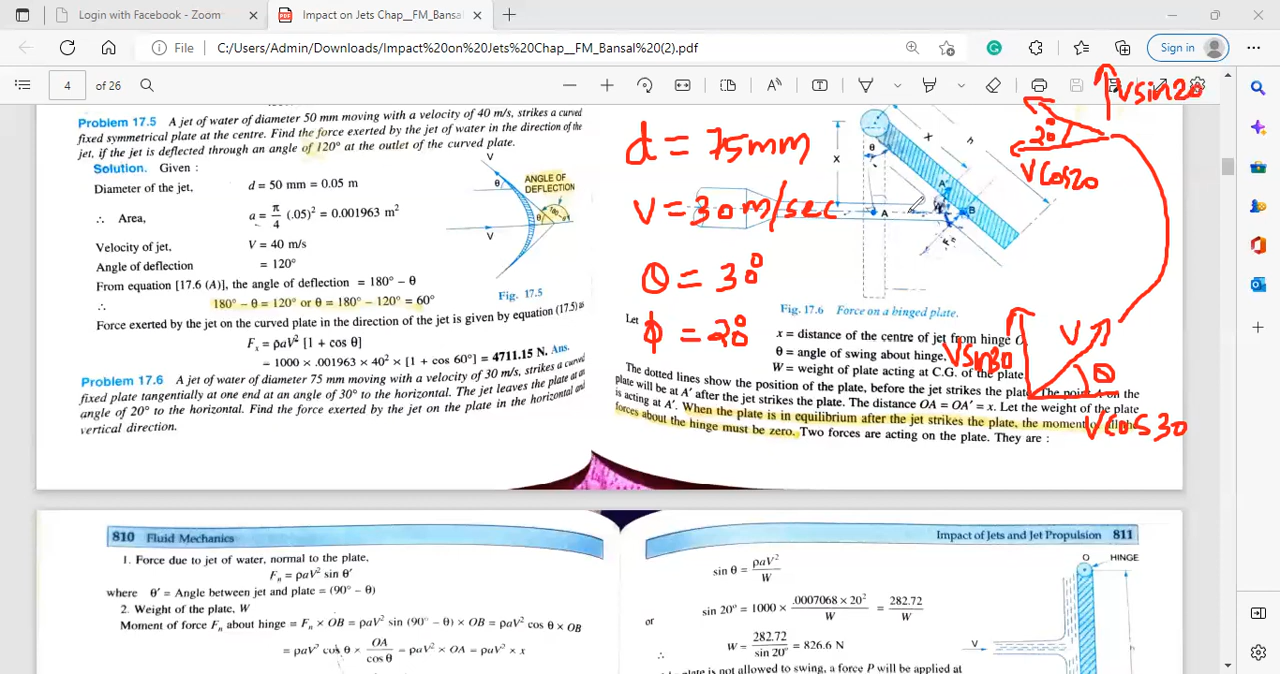 Login with Facebook - Zoom
Impact on Jets Chap__FM_Bansal
File
C:/Users/Admin/Downloads/Impact%20on%20Jets%20Chap__FM_Bansal%20(2).pdf
Sign in
4 of 26
Problem 17.5 A jet of water of diameter 50 mm moving with a velocity of 40 m/s, strikes a curved
fixed symmetrical plate at the centre. Find the force exerted by the jet of water in the direction of the
jet, if the jet is deflected through an angle of 120° at the outlet of the curved plate.
Solution. Given :
Diameter of the jet, d = 50 mm = 0.05 m
∴ Area, a = π/4 (.05)² = 0.001963 m²
Velocity of jet, V = 40 m/s
Angle of deflection = 120°
From equation [17.6 (A)], the angle of deflection = 180° – θ
∴ 180° – θ = 120° or θ = 180° – 120° = 60°
Force exerted by the jet on the curved plate in the direction of the jet is given by equation (17.5) as
Fx = ρaV² [1 + cos θ]
= 1000 × .001963 × 40² × [1 + cos 60°] = 4711.15 N. Ans.
V
θ
ANGLE OF
DEFLECTION
θ
V
Fig. 17.5
Problem 17.6 A jet of water of diameter 75 mm moving with a velocity of 30 m/s, strikes a curved
fixed plate tangentially at one end at an angle of 30° to the horizontal. The jet leaves the plate at an
angle of 20° to the horizontal. Find the force exerted by the jet on the plate in the horizontal and
vertical direction.
d = 75mm
V = 30m/sec
θ = 30°
ϕ = 20°
x
h
X
θ
A'
A
B
Fn
Fig. 17.6 Force on a hinged plate.
Let
x = distance of the centre of jet from hinge O,
θ = angle of swing about hinge,
W = weight of plate acting at C.G. of the plate.
The dotted lines show the position of the plate, before the jet strikes the plate. The point A on the
plate will be at A′ after the jet strikes the plate. The distance OA = OA′ = x. Let the weight of the plate
is acting at A′. When the plate is in equilibrium after the jet strikes the plate, the moment of all the
forces about the hinge must be zero. Two forces are acting on the plate. They are :
Vsin20
20°
Vcos20
Vsin30
V
θ
Vcos30
810 Fluid Mechanics
1. Force due to jet of water, normal to the plate,
Fn = ρaV² sin θ′
where θ′ = Angle between jet and plate = (90° – θ)
2. Weight of the plate, W
Moment of force Fn about hinge = Fn × OB = ρaV² sin (90° – θ) × OB = ρaV² cos θ × OB
= ρaV² cos θ × OA/cos θ = ρaV² × OA = ρaV² × x
Impact of Jets and Jet Propulsion 811
sin θ = ρaV²/W
or sin 20° = 1000 × .0007068 × 20²/W = 282.72/W
∴ W = 282.72/sin 20° = 826.6 N
plate is not allowed to swing, a force P will be applied at
O
HINGE
V
h